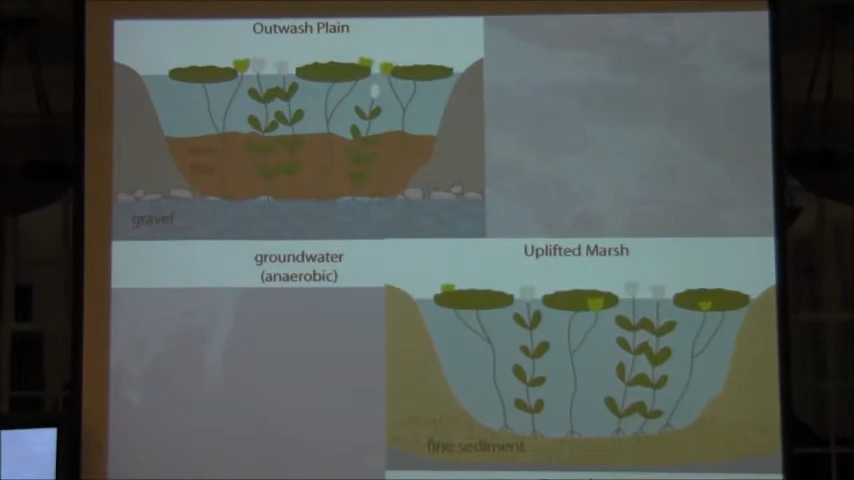 Outwash Plain
gravel
groundwater
(anaerobic)
Uplifted Marsh
fine sediment